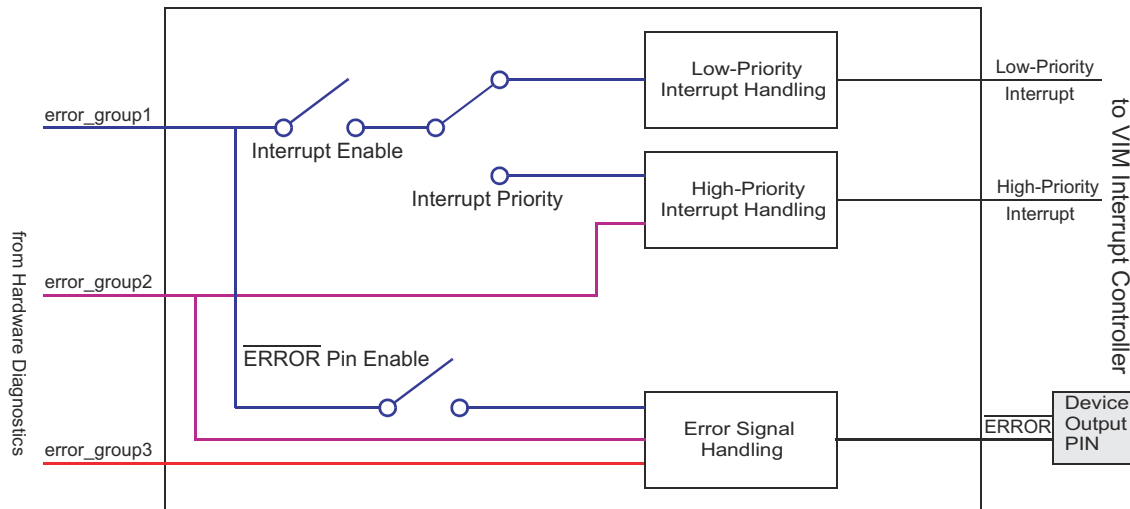 error_group1
Interrupt Enable
Interrupt Priority
Low-Priority
Interrupt Handling
High-Priority
Interrupt Handling
Low-Priority
Interrupt
High-Priority
Interrupt
to VIM Interrupt Controller
from Hardware Diagnostics
error_group2
ERROR Pin Enable
error_group3
Error Signal
Handling
ERROR
Device
Output
PIN